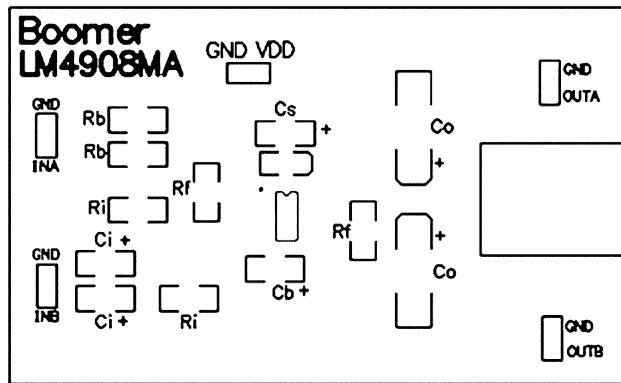 Boomer
LM4908MA
GND VDD
GND
OUTA
GND
INA
Rb
Rb
Cs
+
Co
+
Rf
Ri
Rf
+
Co
Ci +
GND
INB
Ci +
Ri
Cb +
GND
OUTB